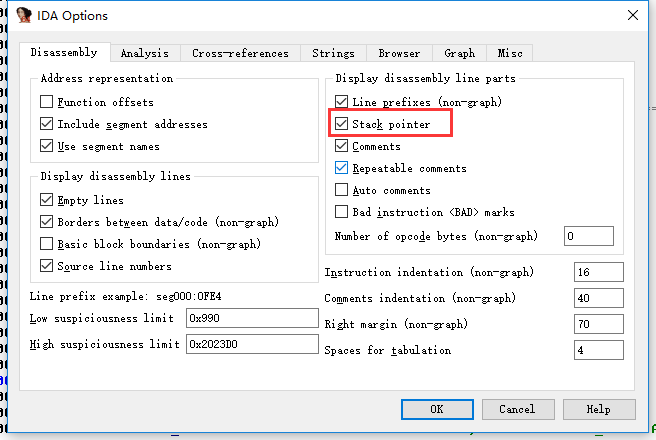 IDA Options
Disassembly
Analysis
Cross-references
Strings
Browser
Graph
Misc
Address representation
Function offsets
Include segment addresses
Use segment names
Display disassembly lines
Empty lines
Borders between data/code (non-graph)
Basic block boundaries (non-graph)
Source line numbers
Line prefix example: seg000:0FE4
Low suspiciousness limit 0x990
High suspiciousness limit 0x2023D0
Display disassembly line parts
Line prefixes (non-graph)
Stack pointer
Comments
Repeatable comments
Auto comments
Bad instruction <BAD> marks
Number of opcode bytes (non-graph) 0
Instruction indentation (non-graph) 16
Comments indentation (non-graph) 40
Right margin (non-graph) 70
Spaces for tabulation 4
OK
Cancel
Help